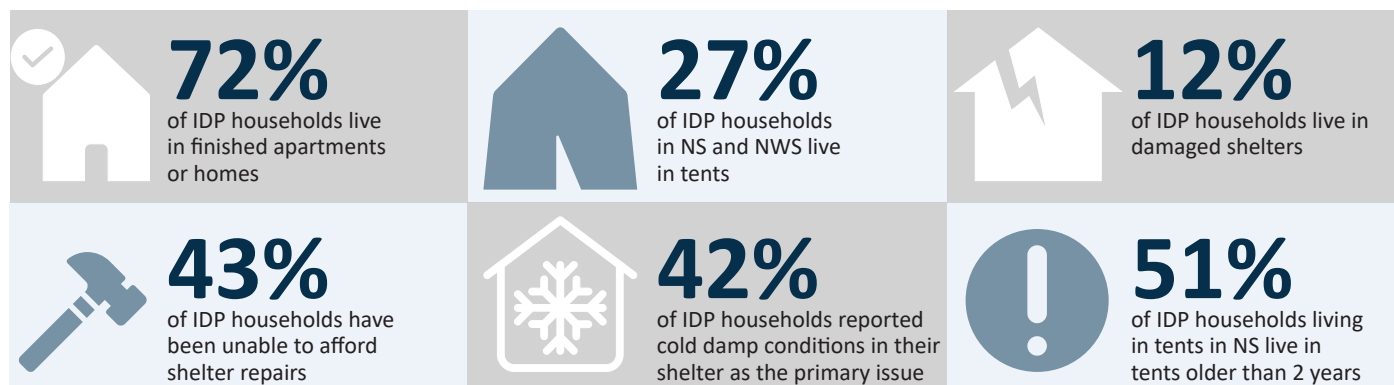 72%
of IDP households live
in finished apartments
or homes
27%
of IDP households
in NS and NWS live
in tents
12%
of IDP households live in
damaged shelters
43%
of IDP households have
been unable to afford
shelter repairs
42%
of IDP households reported
cold damp conditions in their
shelter as the primary issue
51%
of IDP households living
in tents in NS live in
tents older than 2 years